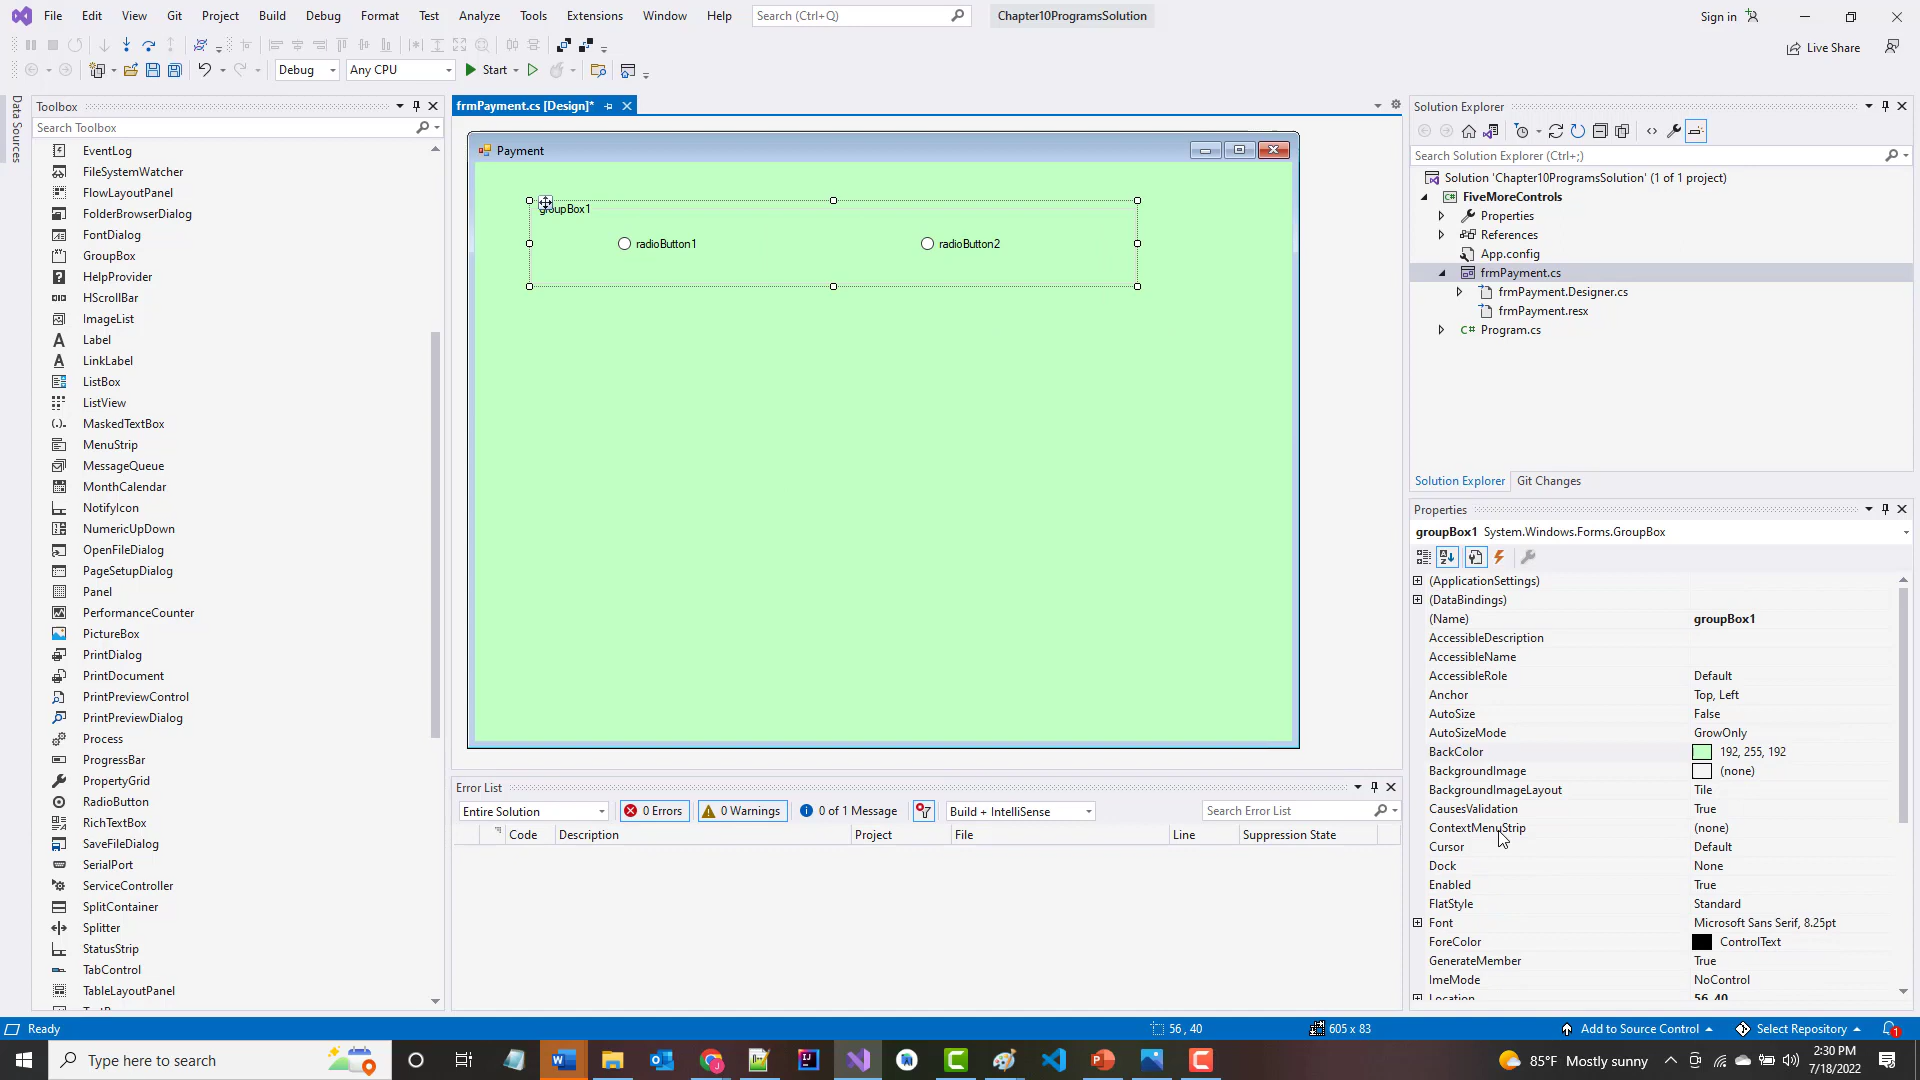 File Edit View Git Project Build Debug Format Test Analyze Tools Extensions Window Help Search (Ctrl+Q) Chapter10ProgramsSolution Sign in
Live Share
Debug Any CPU Start
Data Sources
Toolbox
Search Toolbox
EventLog
FileSystemWatcher
FlowLayoutPanel
FolderBrowserDialog
FontDialog
GroupBox
HelpProvider
HScrollBar
ImageList
Label
LinkLabel
ListBox
ListView
MaskedTextBox
MenuStrip
MessageQueue
MonthCalendar
NotifyIcon
NumericUpDown
OpenFileDialog
PageSetupDialog
Panel
PerformanceCounter
PictureBox
PrintDialog
PrintDocument
PrintPreviewControl
PrintPreviewDialog
Process
ProgressBar
PropertyGrid
RadioButton
RichTextBox
SaveFileDialog
SerialPort
ServiceController
SplitContainer
Splitter
StatusStrip
TabControl
TableLayoutPanel
frmPayment.cs [Design]*
Payment
groupBox1
radioButton1 radioButton2
Error List
Entire Solution 0 Errors 0 Warnings 0 of 1 Message Build + IntelliSense Search Error List
Code Description Project File Line Suppression State
Solution Explorer
Search Solution Explorer (Ctrl+;)
Solution 'Chapter10ProgramsSolution' (1 of 1 project)
FiveMoreControls
Properties
References
App.config
frmPayment.cs
frmPayment.Designer.cs
frmPayment.resx
C# Program.cs
Solution Explorer Git Changes
Properties
groupBox1 System.Windows.Forms.GroupBox
(ApplicationSettings)
(DataBindings)
(Name) groupBox1
AccessibleDescription
AccessibleName
AccessibleRole Default
Anchor Top, Left
AutoSize False
AutoSizeMode GrowOnly
BackColor 192, 255, 192
BackgroundImage (none)
BackgroundImageLayout Tile
CausesValidation True
ContextMenuStrip (none)
Cursor Default
Dock None
Enabled True
FlatStyle Standard
Font Microsoft Sans Serif, 8.25pt
ForeColor ControlText
GenerateMember True
ImeMode NoControl
Location 56, 40
Ready 56 , 40 605 x 83 Add to Source Control Select Repository 1
Type here to search 85°F Mostly sunny 2:30 PM
7/18/2022